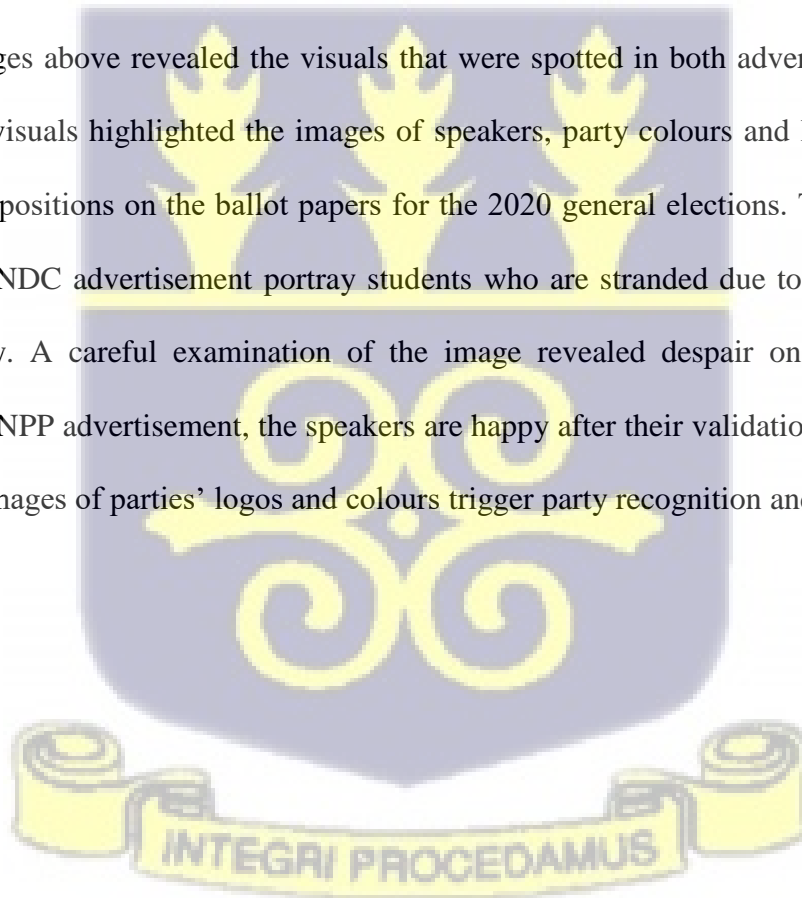 ges above revealed the visuals that were spotted in both adver
visuals highlighted the images of speakers, party colours and
positions on the ballot papers for the 2020 general elections.
NDC advertisement portray students who are stranded due to
A careful examination of the image revealed despair on
NPP advertisement, the speakers are happy after their validatio
nages of parties’ logos and colours trigger party recognition and
INTEGRI PROCEDAMUS